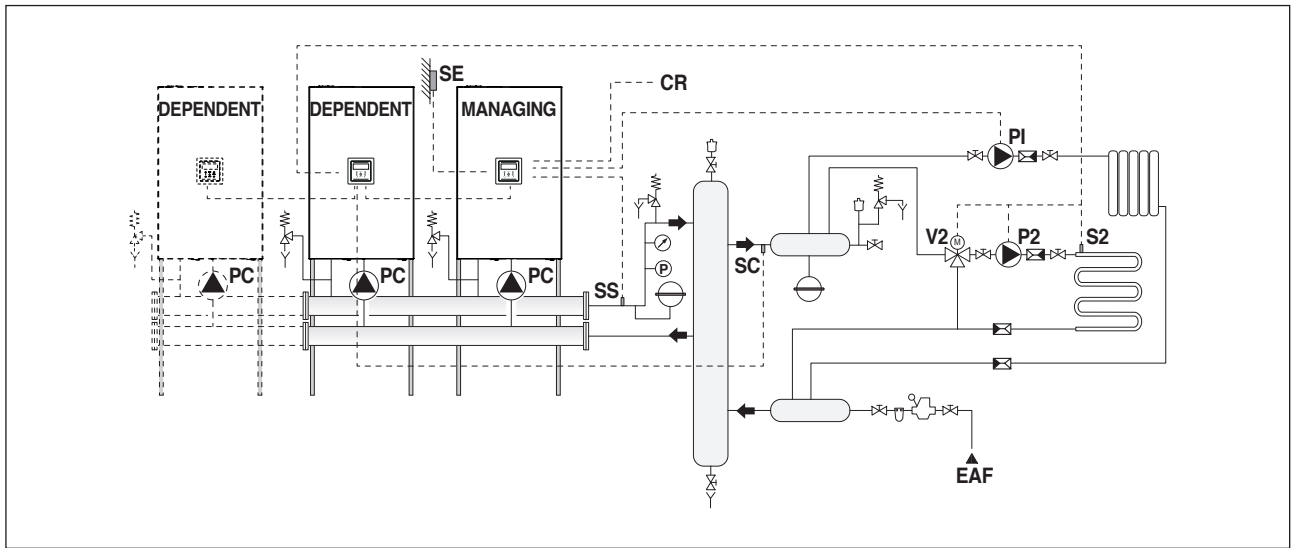 DEPENDENT
DEPENDENT
MANAGING
SE
CR
PI
V2
M
P2
S2
SC
SS
P
PC
PC
PC
EAF